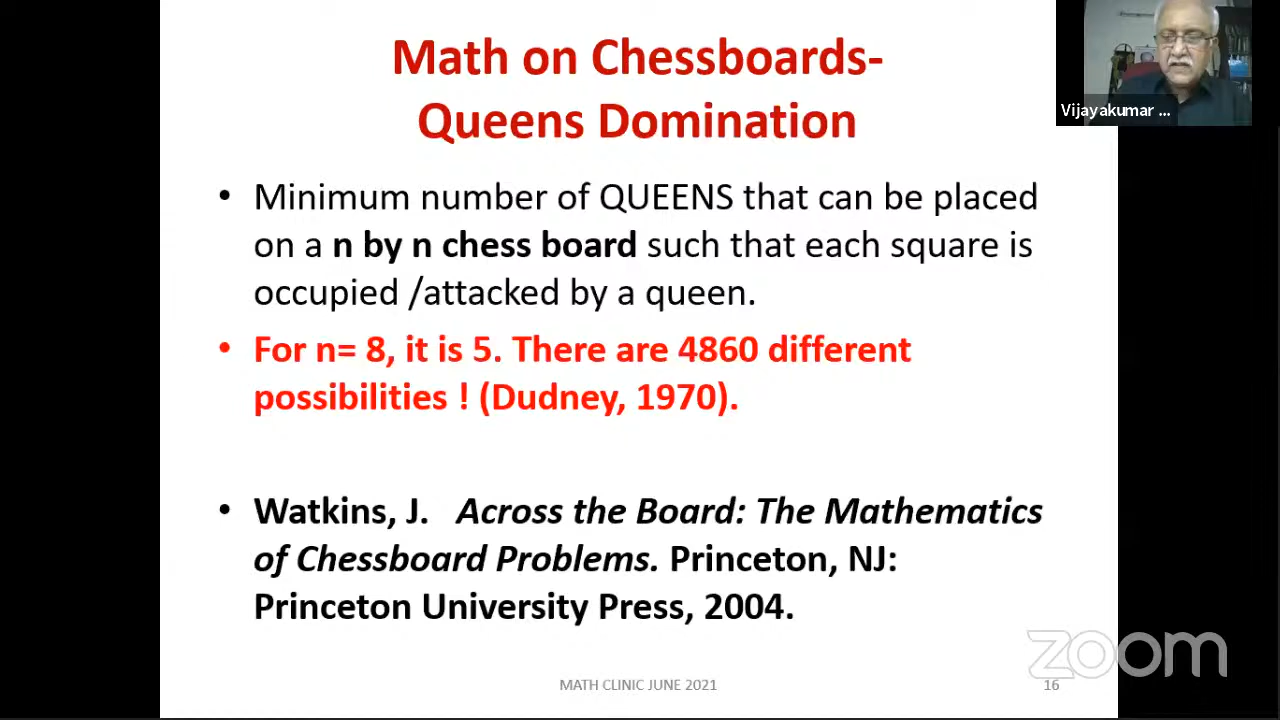 Math on Chessboards-
Queens Domination
Vijayakumar ...
• Minimum number of QUEENS that can be placed
on a n by n chess board such that each square is
occupied /attacked by a queen.
• For n= 8, it is 5. There are 4860 different
possibilities ! (Dudney, 1970).
• Watkins, J. Across the Board: The Mathematics
of Chessboard Problems. Princeton, NJ:
Princeton University Press, 2004.
zoom
MATH CLINIC JUNE 2021
16